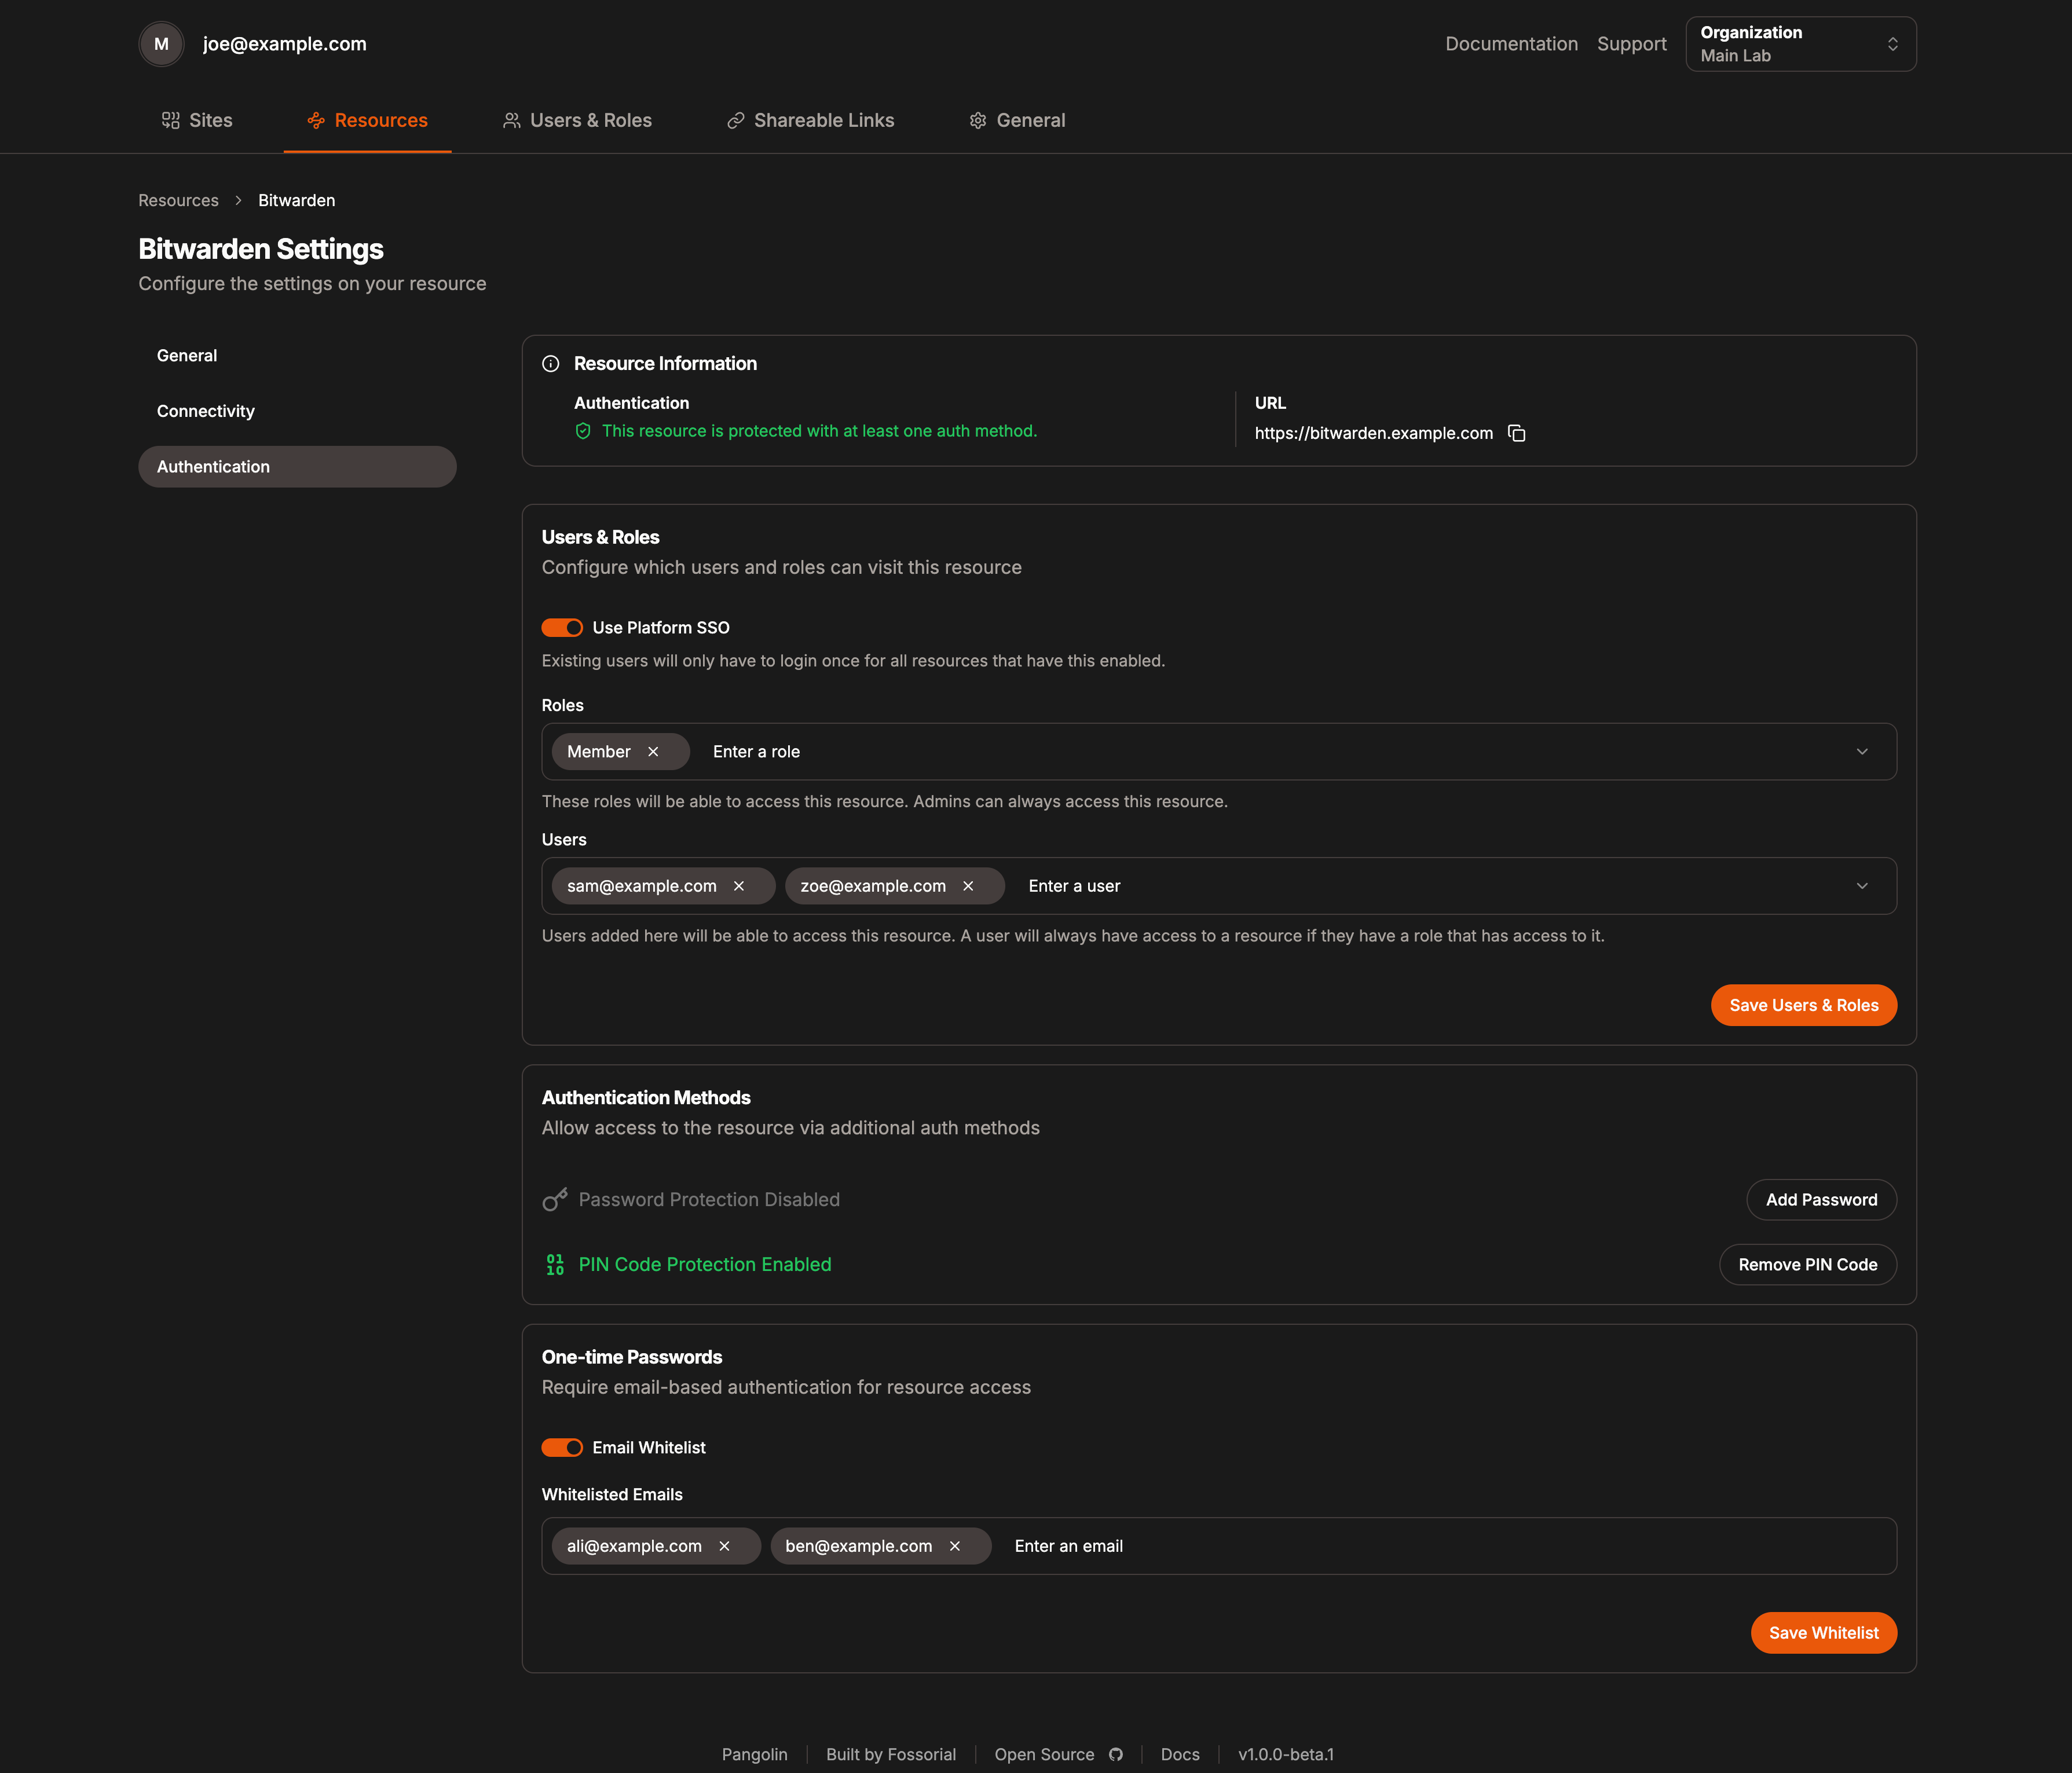 M joe@example.com Documentation Support Organization
Main Lab
Sites Resources Users & Roles Shareable Links General
Resources Bitwarden
Bitwarden Settings
Configure the settings on your resource
General
Connectivity
Authentication
Resource Information
Authentication
This resource is protected with at least one auth method.
URL
https://bitwarden.example.com
Users & Roles
Configure which users and roles can visit this resource
Use Platform SSO
Existing users will only have to login once for all resources that have this enabled.
Roles
Member Enter a role
These roles will be able to access this resource. Admins can always access this resource.
Users
sam@example.com zoe@example.com Enter a user
Users added here will be able to access this resource. A user will always have access to a resource if they have a role that has access to it.
Save Users & Roles
Authentication Methods
Allow access to the resource via additional auth methods
Password Protection Disabled Add Password
PIN Code Protection Enabled Remove PIN Code
One-time Passwords
Require email-based authentication for resource access
Email Whitelist
Whitelisted Emails
ali@example.com ben@example.com Enter an email
Save Whitelist
Pangolin Built by Fossorial Open Source Docs v1.0.0-beta.1